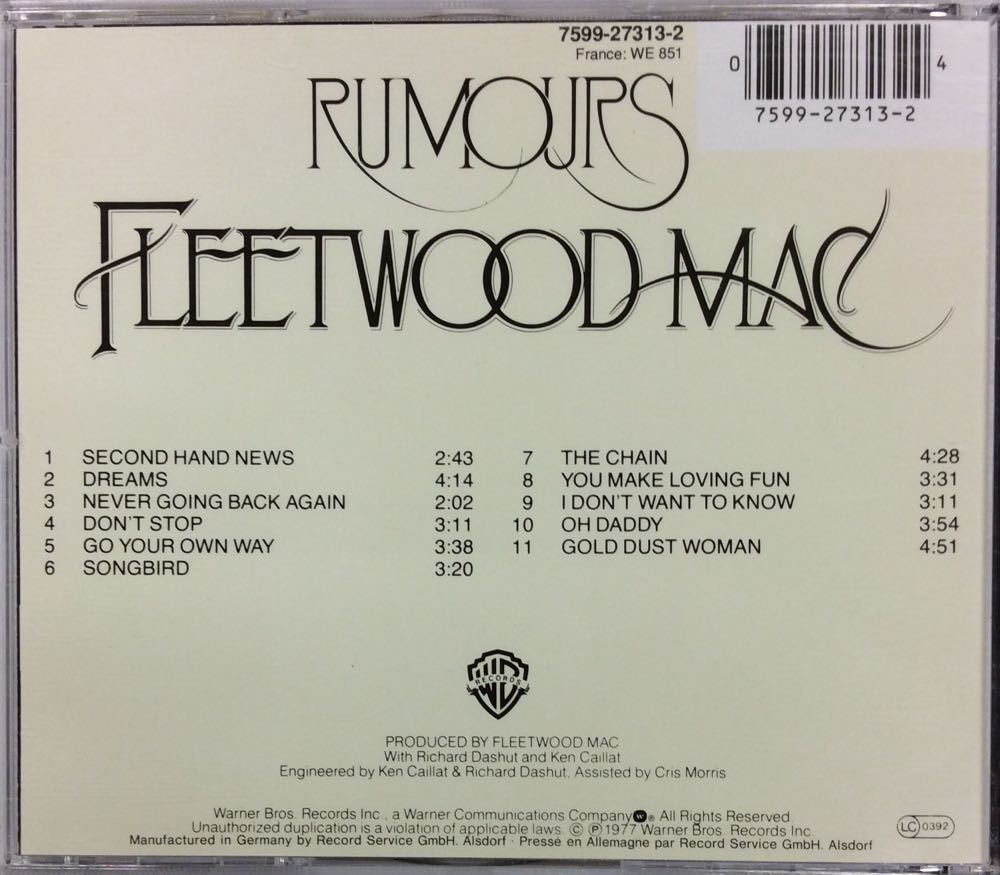 7599-27313-2
France: WE 851
0 4
7599-27313-2
RUMOURS
FLEETWOOD MAC
1 SECOND HAND NEWS 2:43
2 DREAMS 4:14
3 NEVER GOING BACK AGAIN 2:02
4 DON'T STOP 3:11
5 GO YOUR OWN WAY 3:38
6 SONGBIRD 3:20
7 THE CHAIN 4:28
8 YOU MAKE LOVING FUN 3:31
9 I DON'T WANT TO KNOW 3:11
10 OH DADDY 3:54
11 GOLD DUST WOMAN 4:51
WB
RECORDS
PRODUCED BY FLEETWOOD MAC
With Richard Dashut and Ken Caillat
Engineered by Ken Caillat & Richard Dashut. Assisted by Cris Morris
Warner Bros. Records Inc., a Warner Communications Company ⓦ ® All Rights Reserved.
Unauthorized duplication is a violation of applicable laws. © ℗ 1977 Warner Bros. Records Inc.
Manufactured in Germany by Record Service GmbH. Alsdorf · Pressé en Allemagne par Record Service GmbH. Alsdorf
LC 0392